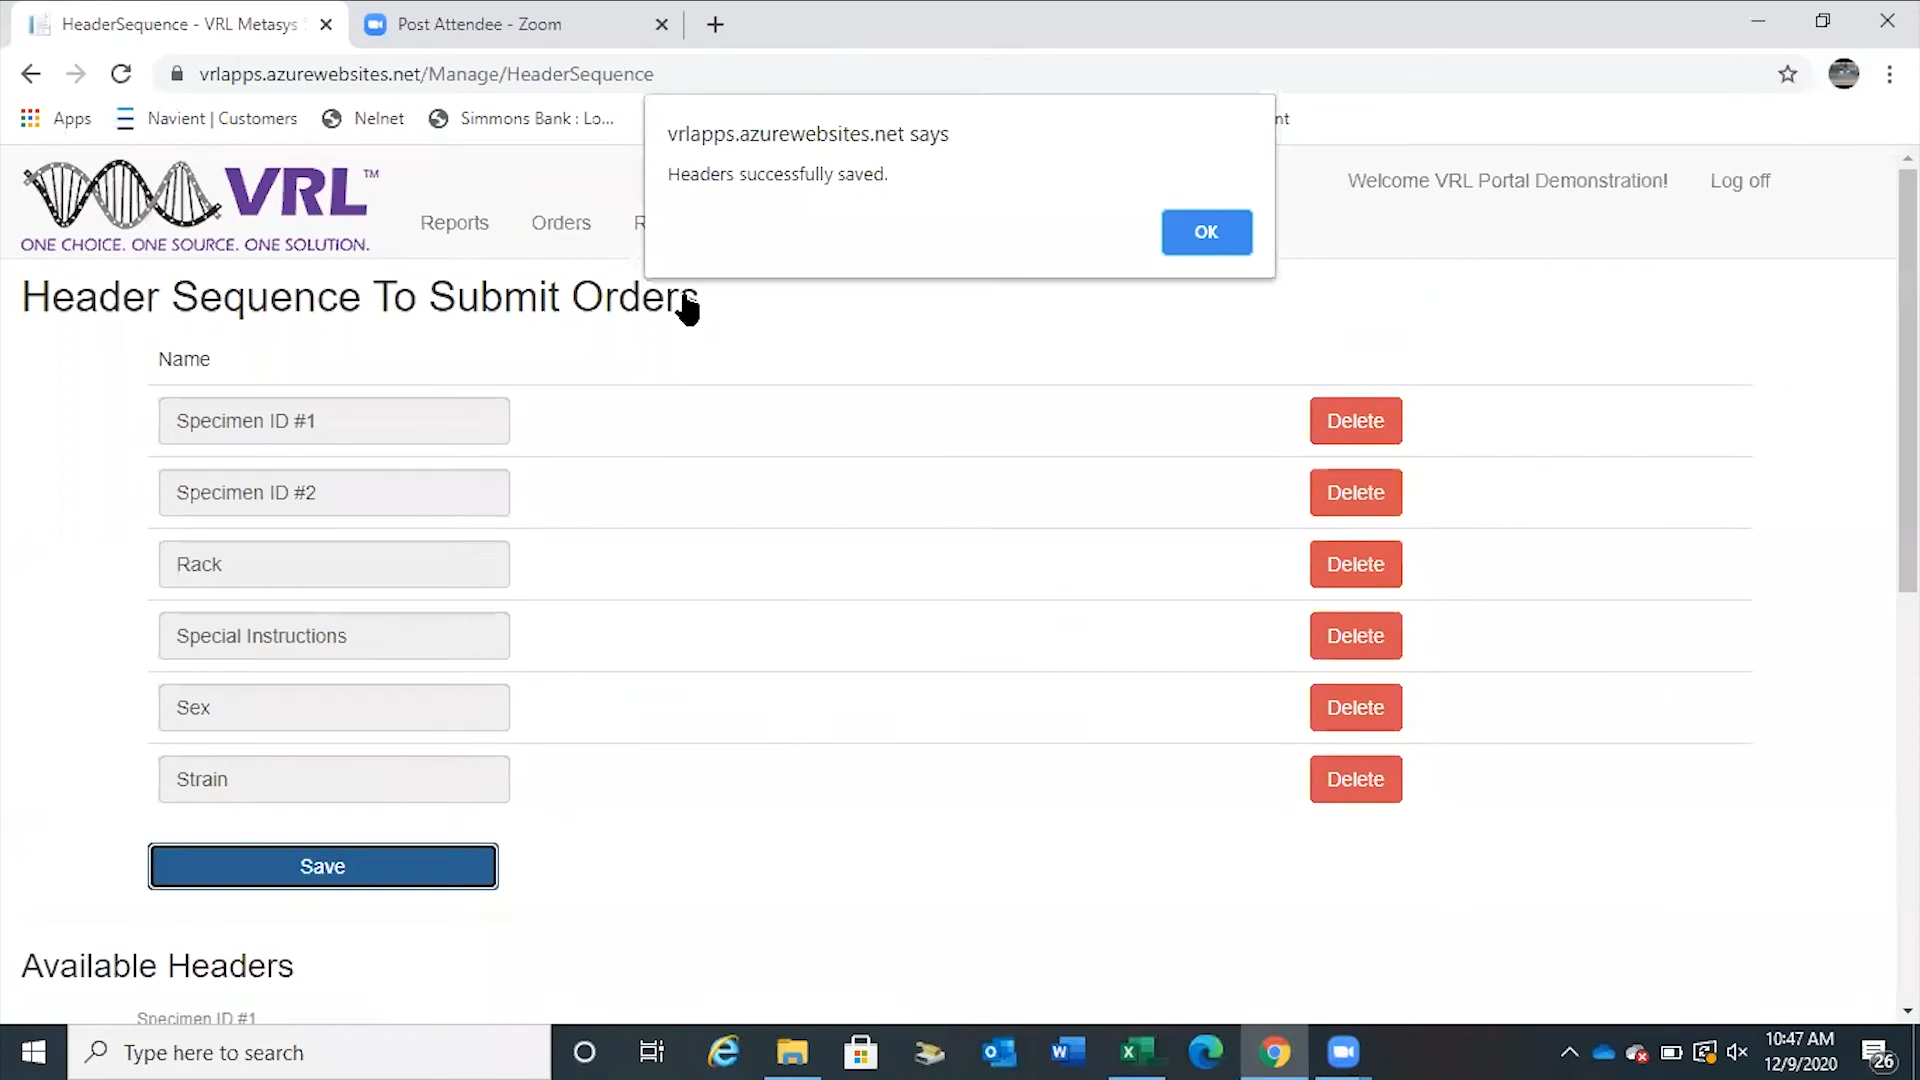 HeaderSequence - VRL Metasys
Post Attendee - Zoom
vrlapps.azurewebsites.net/Manage/HeaderSequence
Apps
Navient | Customers
Nelnet
Simmons Bank : Lo...
nt
vrlapps.azurewebsites.net says
Headers successfully saved.
OK
VRL™
ONE CHOICE. ONE SOURCE. ONE SOLUTION.
Reports
Orders
R
Welcome VRL Portal Demonstration!
Log off
Header Sequence To Submit Orders
Name
Specimen ID #1
Delete
Specimen ID #2
Delete
Rack
Delete
Special Instructions
Delete
Sex
Delete
Strain
Delete
Save
Available Headers
Specimen ID #1
Type here to search
10:47 AM
12/9/2020
26